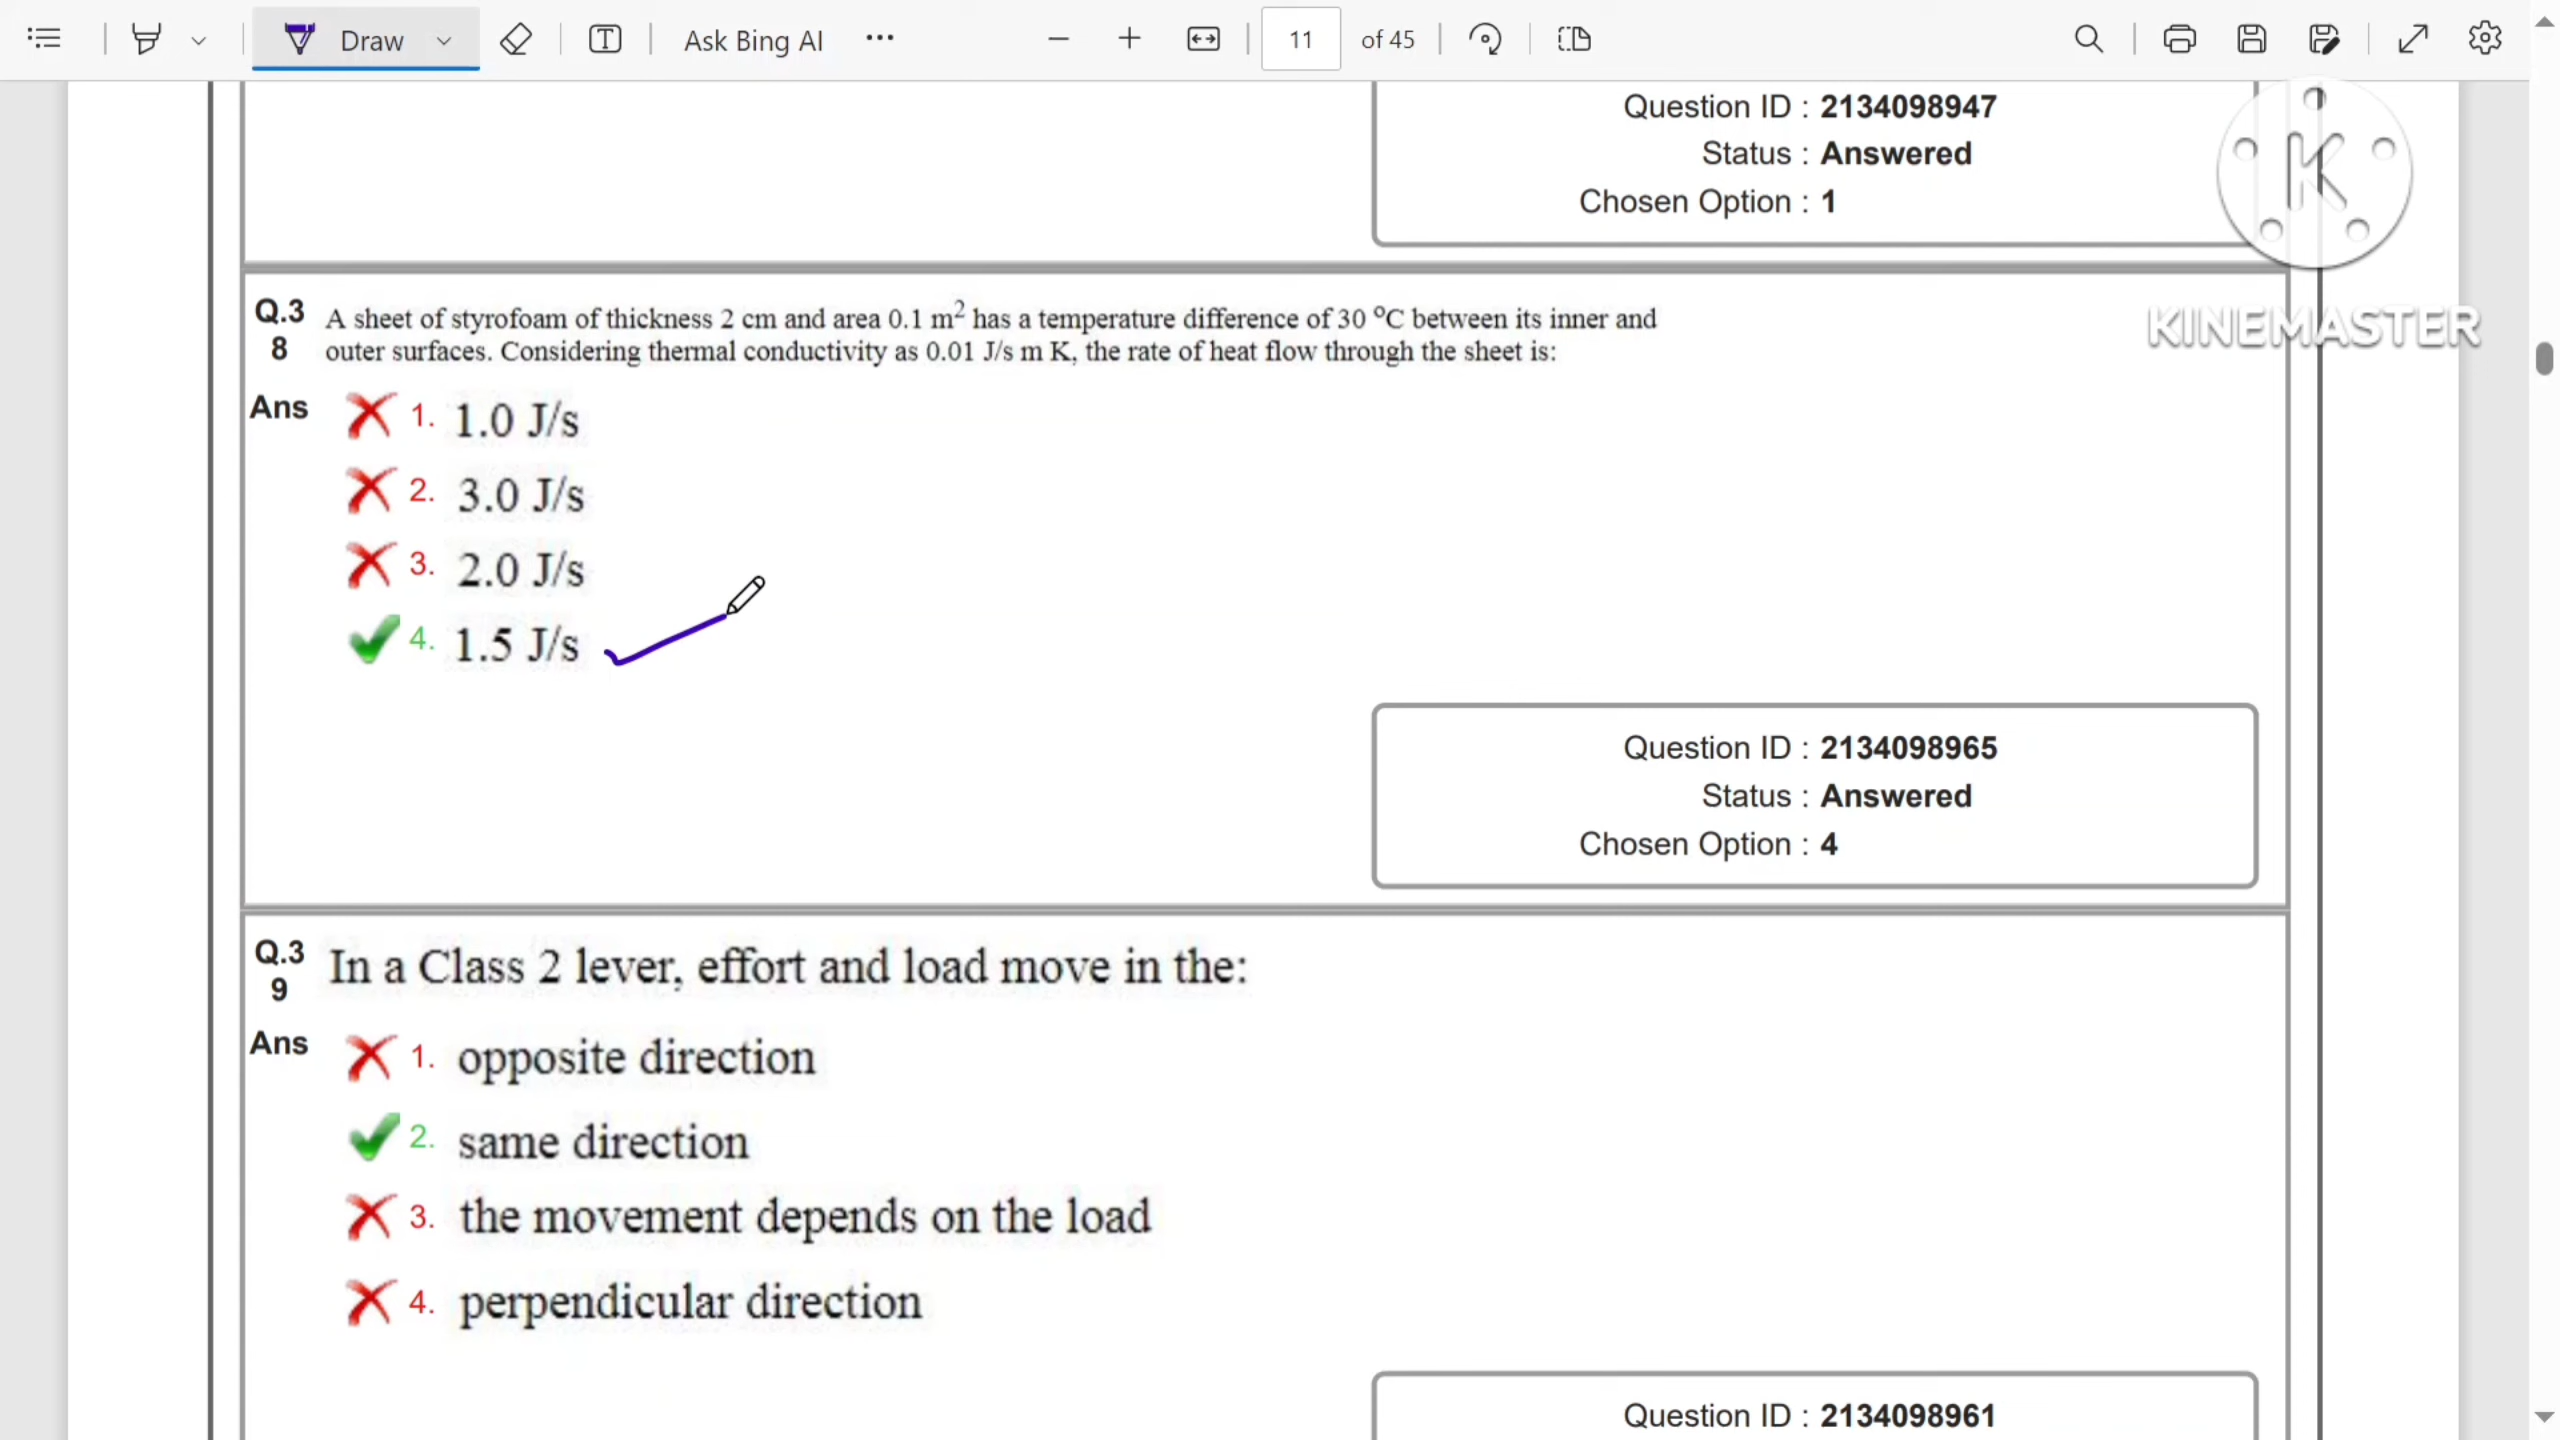 Draw
Ask Bing AI
11 of 45
Question ID : 2134098947
Status : Answered
Chosen Option : 1
K
KINEMASTER
Q.3
8
A sheet of styrofoam of thickness 2 cm and area 0.1 m² has a temperature difference of 30 ⁰C between its inner and
outer surfaces. Considering thermal conductivity as 0.01 J/s m K, the rate of heat flow through the sheet is:
Ans
1. 1.0 J/s
2. 3.0 J/s
3. 2.0 J/s
4. 1.5 J/s
Question ID : 2134098965
Status : Answered
Chosen Option : 4
Q.3
9
In a Class 2 lever, effort and load move in the:
Ans
1. opposite direction
2. same direction
3. the movement depends on the load
4. perpendicular direction
Question ID : 2134098961